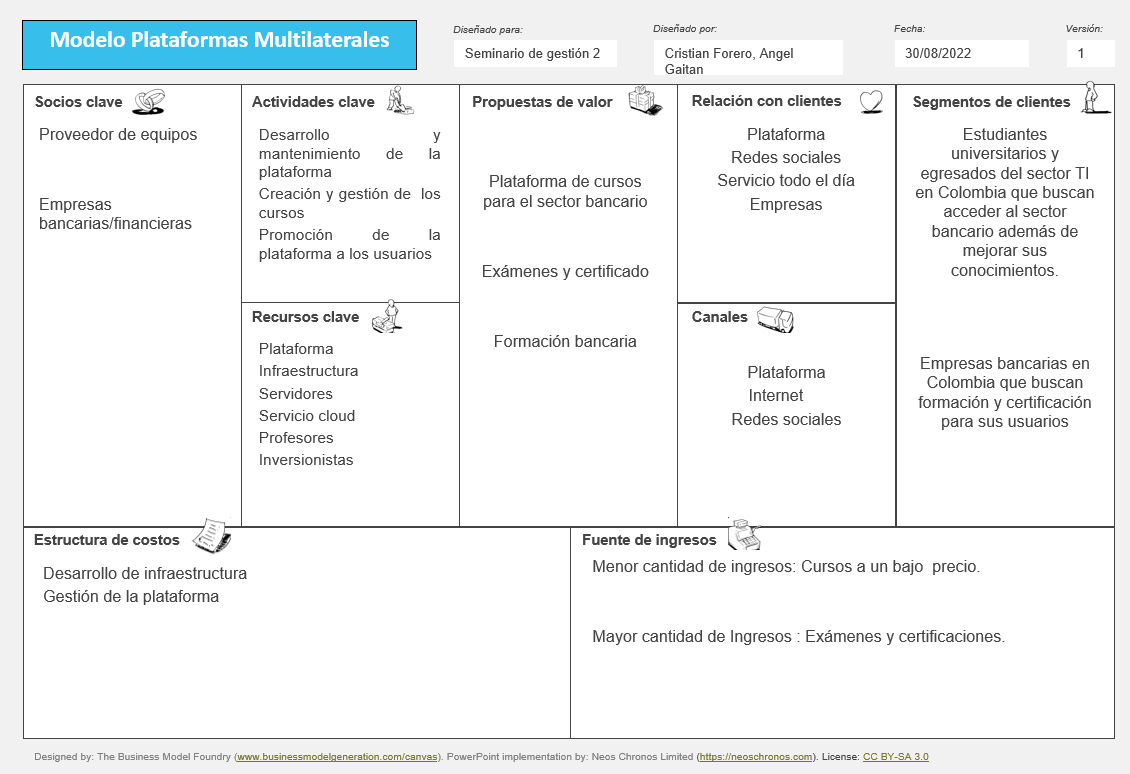 Modelo Plataformas Multilaterales
Diseñado para:
Seminario de gestión 2
Diseñado por:
Cristian Forero, Angel
Gaitan
Fecha:
30/08/2022
Versión:
1
Socios clave
Proveedor de equipos
Empresas
bancarias/financieras
Actividades clave
Desarrollo y
mantenimiento de la
plataforma
Creación y gestión de los
cursos
Promoción de la
plataforma a los usuarios
Recursos clave
Plataforma
Infraestructura
Servidores
Servicio cloud
Profesores
Inversionistas
Propuestas de valor
Plataforma de cursos
para el sector bancario
Exámenes y certificado
Formación bancaria
Relación con clientes
Plataforma
Redes sociales
Servicio todo el día
Empresas
Canales
Plataforma
Internet
Redes sociales
Segmentos de clientes
Estudiantes
universitarios y
egresados del sector TI
en Colombia que buscan
acceder al sector
bancario además de
mejorar sus
conocimientos.
Empresas bancarias en
Colombia que buscan
formación y certificación
para sus usuarios
Estructura de costos
Desarrollo de infraestructura
Gestión de la plataforma
Fuente de ingresos
Menor cantidad de ingresos: Cursos a un bajo  precio.
Mayor cantidad de Ingresos : Exámenes y certificaciones.
Designed by: The Business Model Foundry (www.businessmodelgeneration.com/canvas). PowerPoint implementation by: Neos Chronos Limited (https://neoschronos.com). License: CC BY-SA 3.0